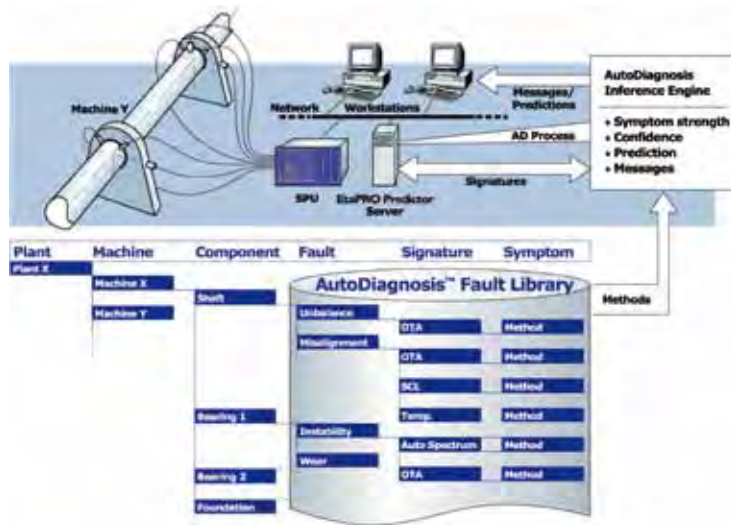 Machine Y
Network
Workstations
Messages/
Predictions
AutoDiagnosis
Inference Engine
+ Symptom strength
+ Confidence
+ Prediction
+ Messages
AD Process
Signatures
SPU
EtaPRO Predictor
Server
Methods
Plant Machine Component Fault Signature Symptom
Plant X
AutoDiagnosis™ Fault Library
Machine X
Shaft
Machine Y
Unbalance
OTA Method
Misalignment
OTA Method
SCL Method
Bearing 1
Temp. Method
Instability
Auto Spectrum Method
Wear
Bearing 2
OTA Method
Foundation